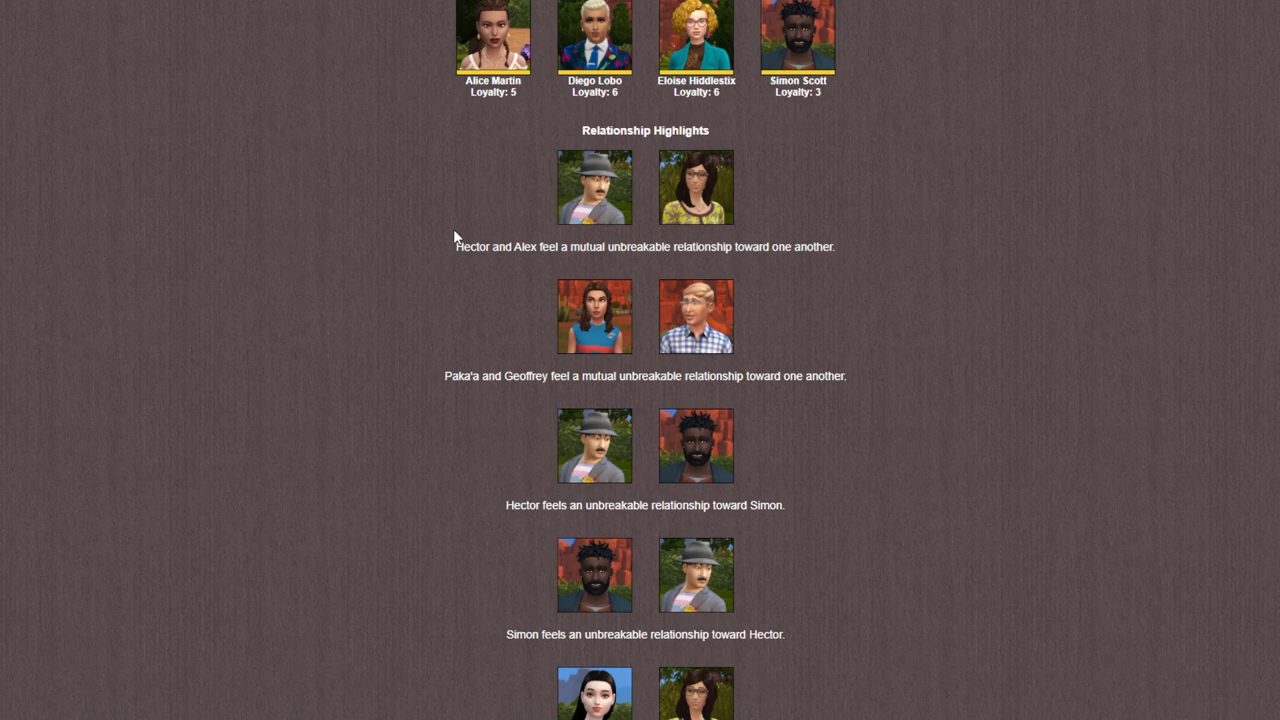 Alice Martin
Loyalty: 5
Diego Lobo
Loyalty: 6
Eloise Hiddlestix
Loyalty: 6
Simon Scott
Loyalty: 3
Relationship Highlights
Hector and Alex feel a mutual unbreakable relationship toward one another.
Paka'a and Geoffrey feel a mutual unbreakable relationship toward one another.
Hector feels an unbreakable relationship toward Simon.
Simon feels an unbreakable relationship toward Hector.